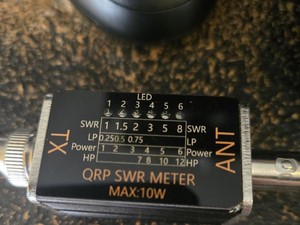 LED
1 2 3 4 5 6
SWR 1 1.5 2 3 5 8 SWR
LP 0.25 0.5 0.75 LP
Power 1 2 3 4 5 6 Power
HP 7 8 10 12 HP
TX
ANT
QRP SWR METER
MAX:10W